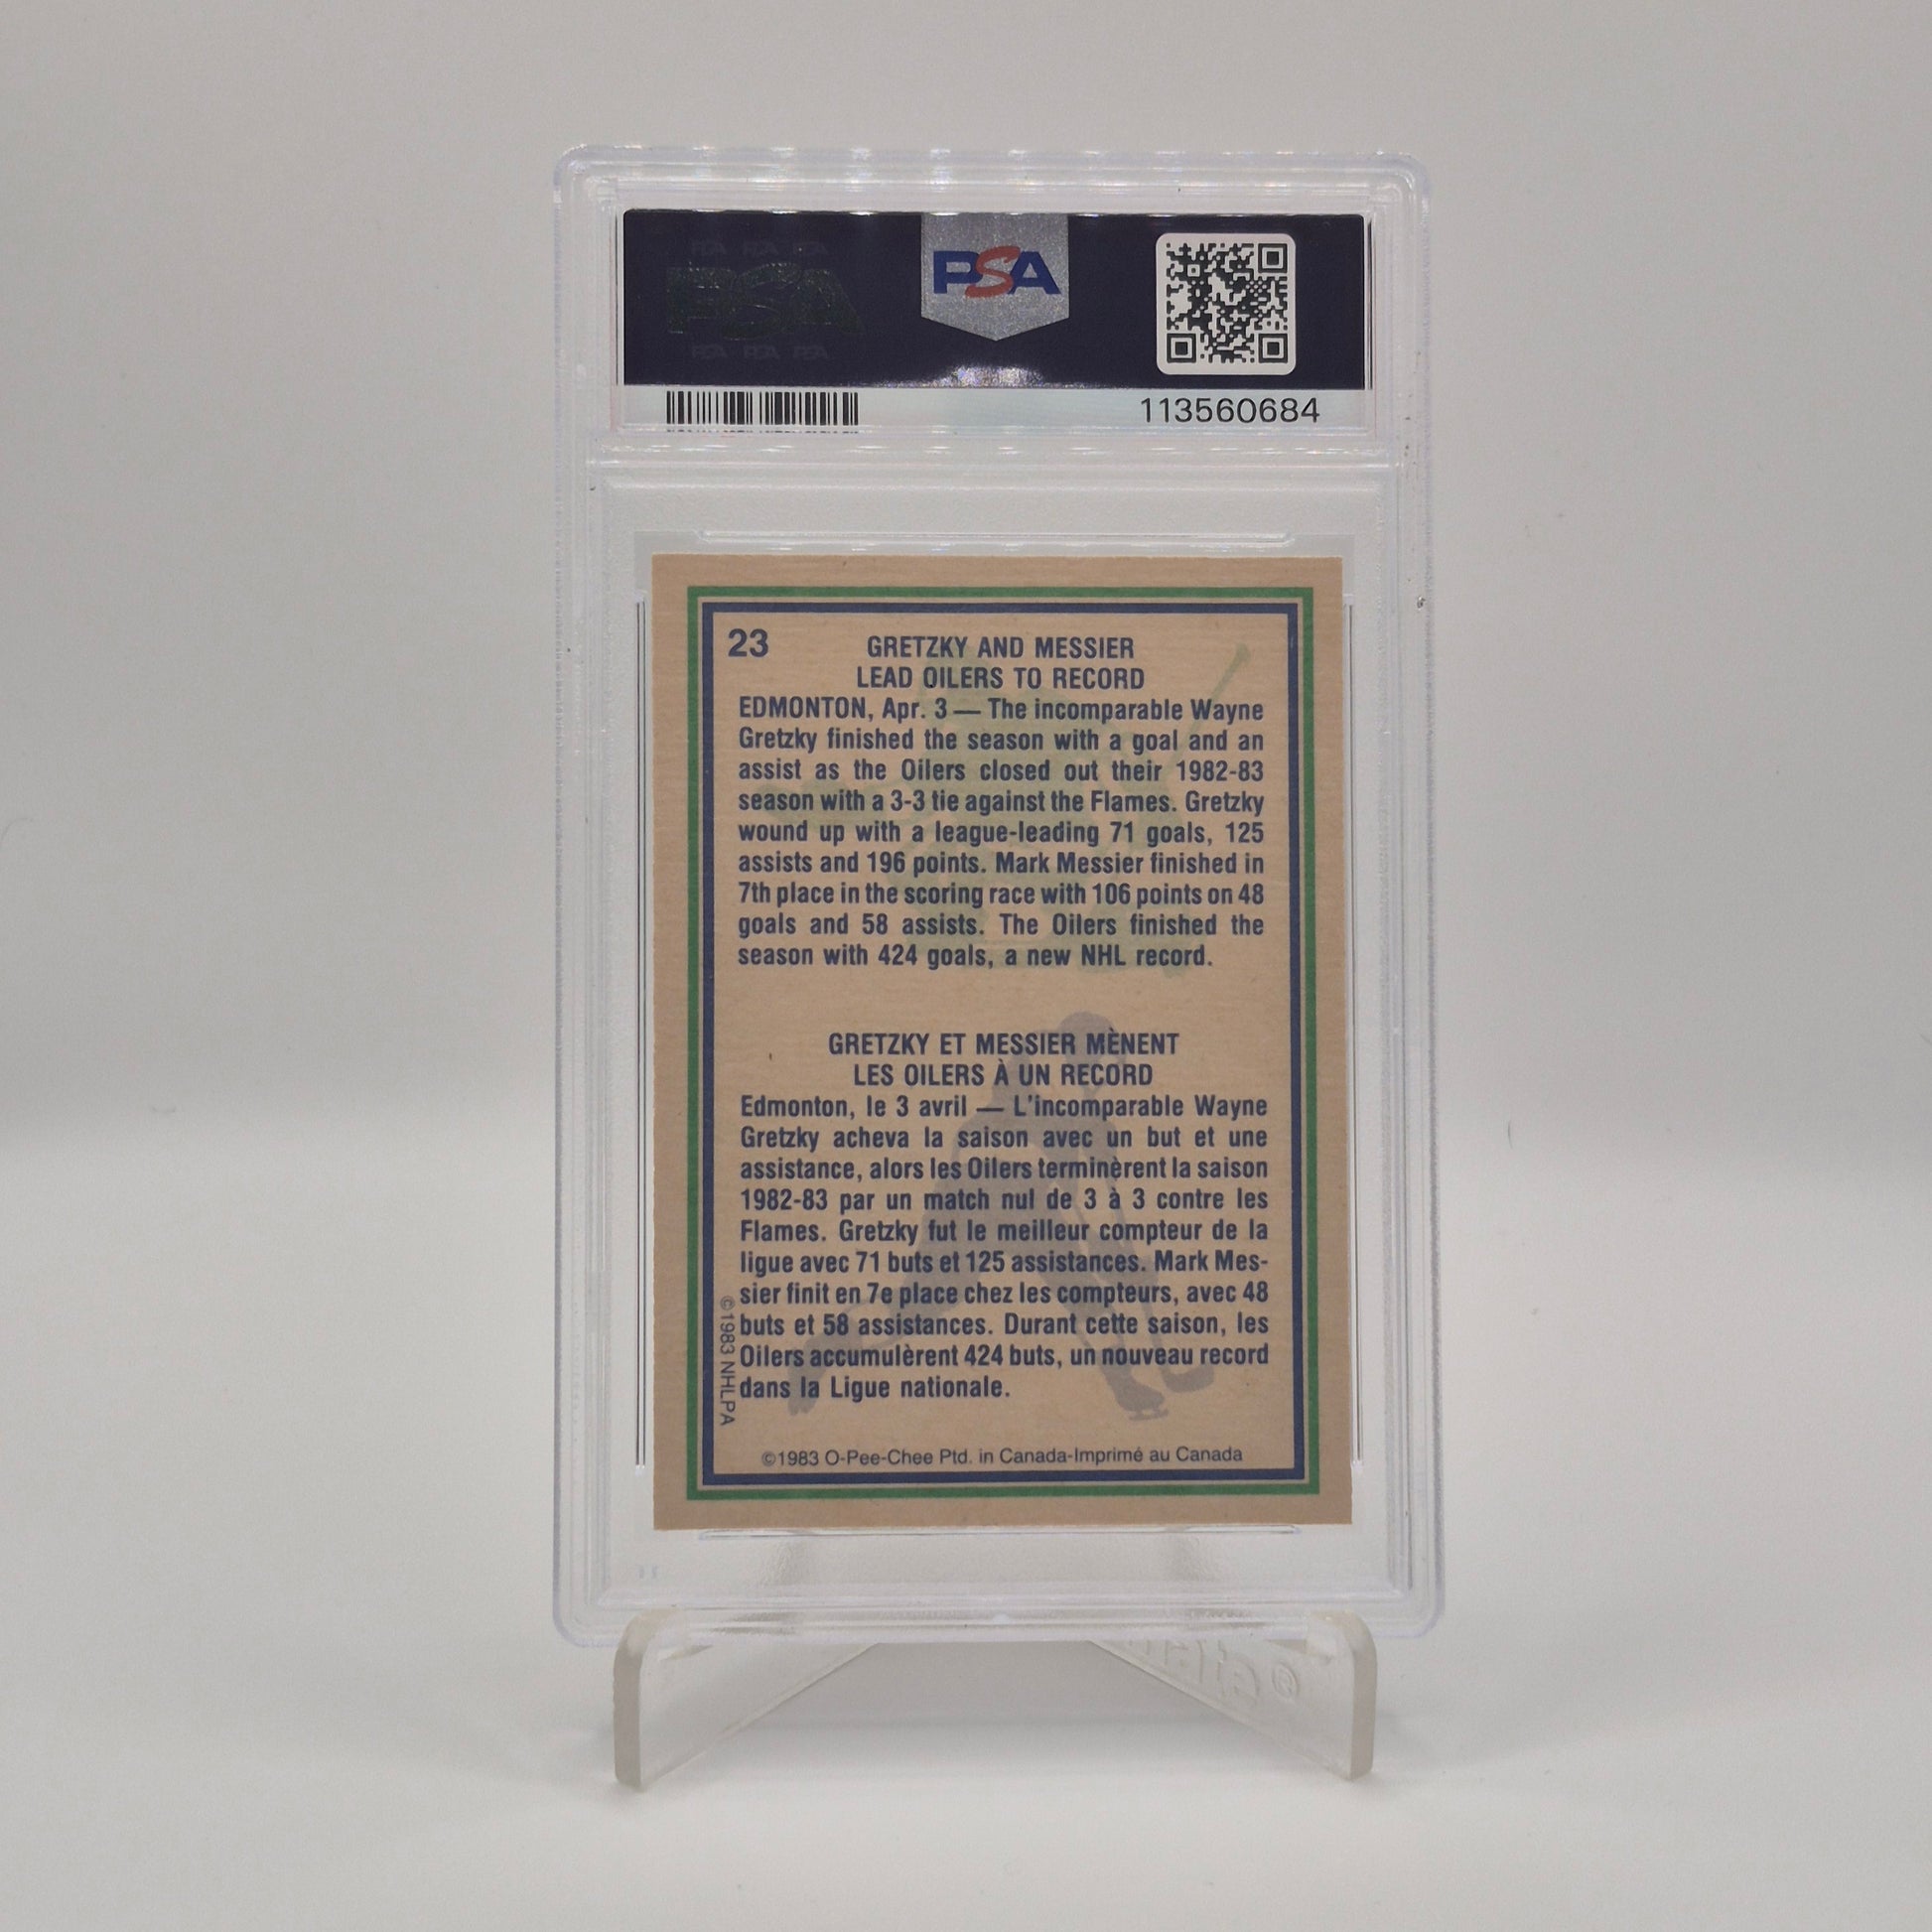 PSA PSA PSA
PSA
PSA PSA PSA
PSA
113560684
23
GRETZKY AND MESSIER
LEAD OILERS TO RECORD
EDMONTON, Apr. 3 — The incomparable Wayne
Gretzky finished the season with a goal and an
assist as the Oilers closed out their 1982-83
season with a 3-3 tie against the Flames. Gretzky
wound up with a league-leading 71 goals, 125
assists and 196 points. Mark Messier finished in
7th place in the scoring race with 106 points on 48
goals and 58 assists. The Oilers finished the
season with 424 goals, a new NHL record.
GRETZKY ET MESSIER MÈNENT
LES OILERS À UN RECORD
Edmonton, le 3 avril — L'incomparable Wayne
Gretzky acheva la saison avec un but et une
assistance, alors les Oilers terminèrent la saison
1982-83 par un match nul de 3 à 3 contre les
Flames. Gretzky fut le meilleur compteur de la
ligue avec 71 buts et 125 assistances. Mark Mes-
sier finit en 7e place chez les compteurs, avec 48
buts et 58 assistances. Durant cette saison, les
Oilers accumulèrent 424 buts, un nouveau record
dans la Ligue nationale.
©1983 NHLPA
©1983 O-Pee-Chee Ptd. in Canada-Imprimé au Canada